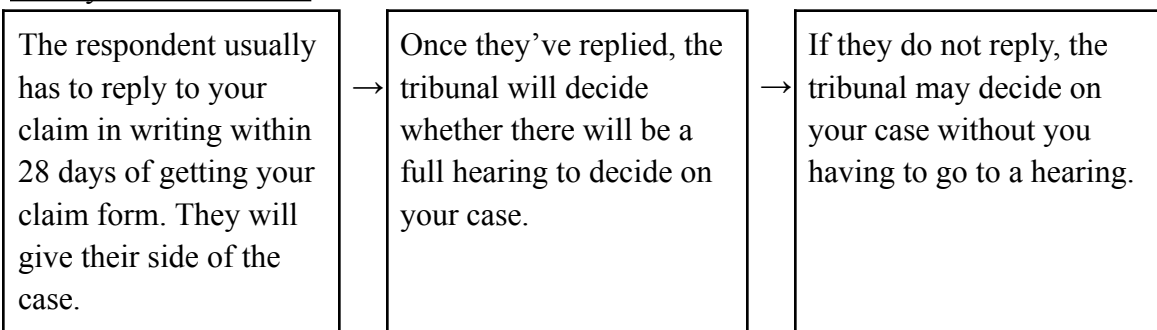 The respondent usually
has to reply to your
claim in writing within
28 days of getting your
claim form. They will
give their side of the
case.
→
Once they’ve replied, the
tribunal will decide
whether there will be a
full hearing to decide on
your case.
→
If they do not reply, the
tribunal may decide on
your case without you
having to go to a hearing.